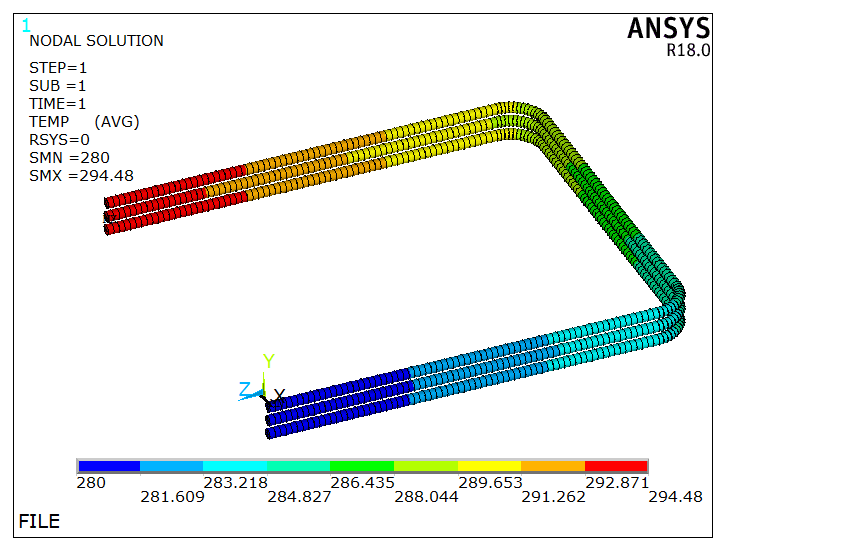 1
NODAL SOLUTION
ANSYS
R18.0
STEP=1
SUB =1
TIME=1
TEMP (AVG)
RSYS=0
SMN =280
SMX =294.48
Y
Z X
280 283.218 286.435 289.653 292.871
281.609 284.827 288.044 291.262 294.48
FILE